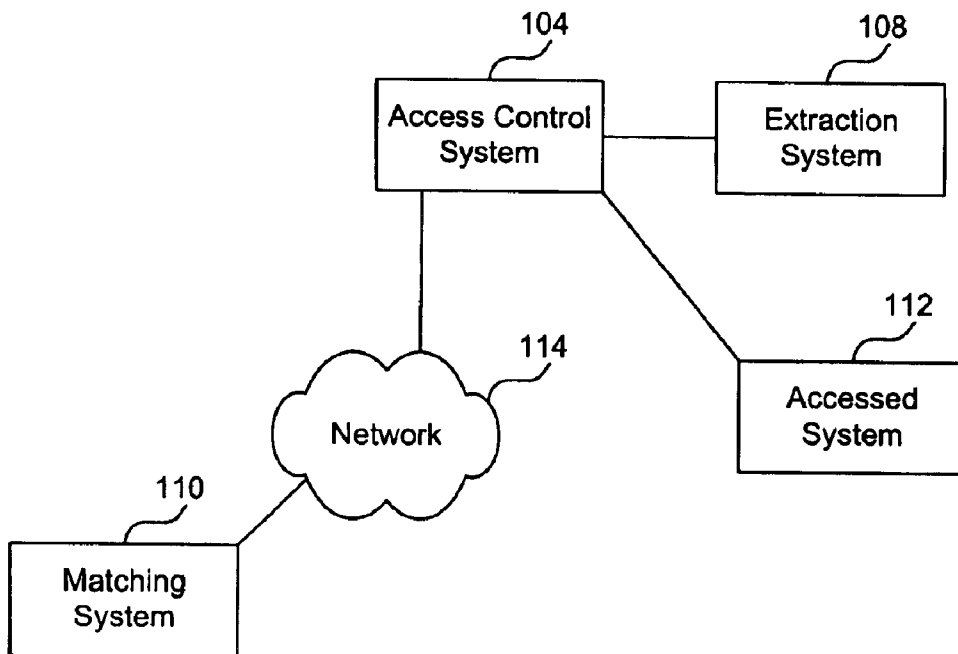 104
108
Access Control
System
Extraction
System
112
Accessed
System
114
Network
110
Matching
System